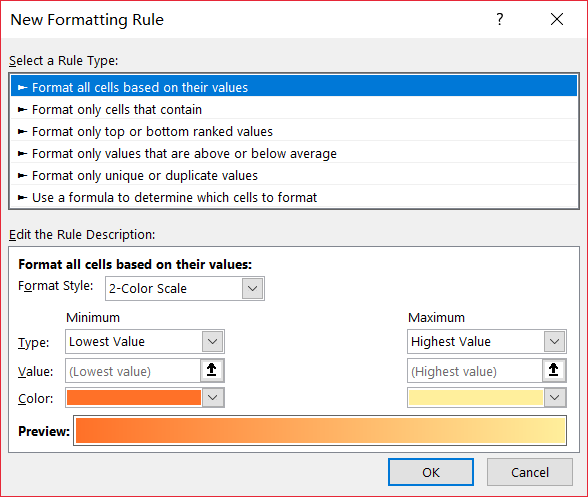 New Formatting Rule ?
Select a Rule Type:
► Format all cells based on their values
► Format only cells that contain
► Format only top or bottom ranked values
► Format only values that are above or below average
► Format only unique or duplicate values
► Use a formula to determine which cells to format
Edit the Rule Description:
Format all cells based on their values:
Format Style: 2-Color Scale
Minimum Maximum
Type: Lowest Value Highest Value
Value: (Lowest value) (Highest value)
Color:
Preview:
OK Cancel